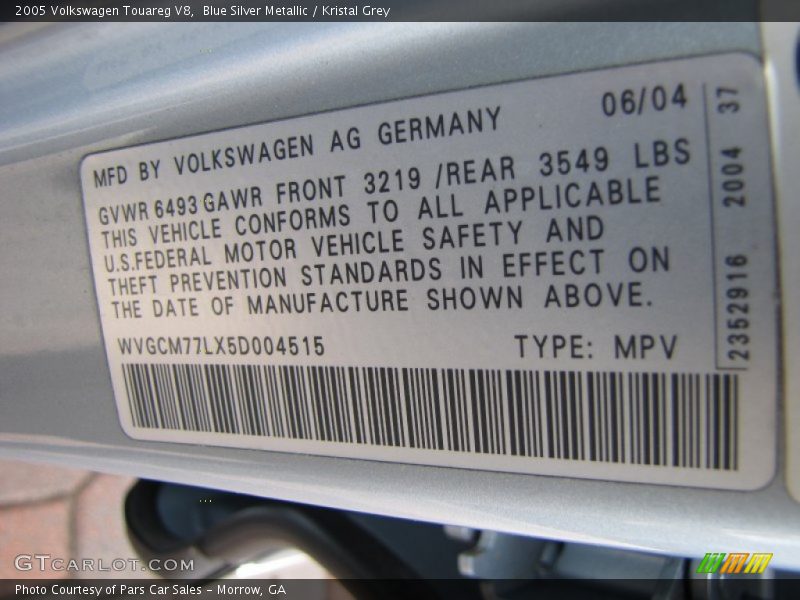 2005 Volkswagen Touareg V8,  Blue Silver Metallic / Kristal Grey
06/04
MFD BY VOLKSWAGEN AG GERMANY
GVWR 6493 GAWR FRONT 3219 /REAR 3549 LBS
THIS VEHICLE CONFORMS TO ALL APPLICABLE
U.S.FEDERAL MOTOR VEHICLE SAFETY AND
THEFT PREVENTION STANDARDS IN EFFECT ON
THE DATE OF MANUFACTURE SHOWN ABOVE.
WVGCM77LX5D004515 TYPE: MPV
2352916 2004 37
GTCARLOT.COM
Photo Courtesy of Pars Car Sales - Morrow, GA